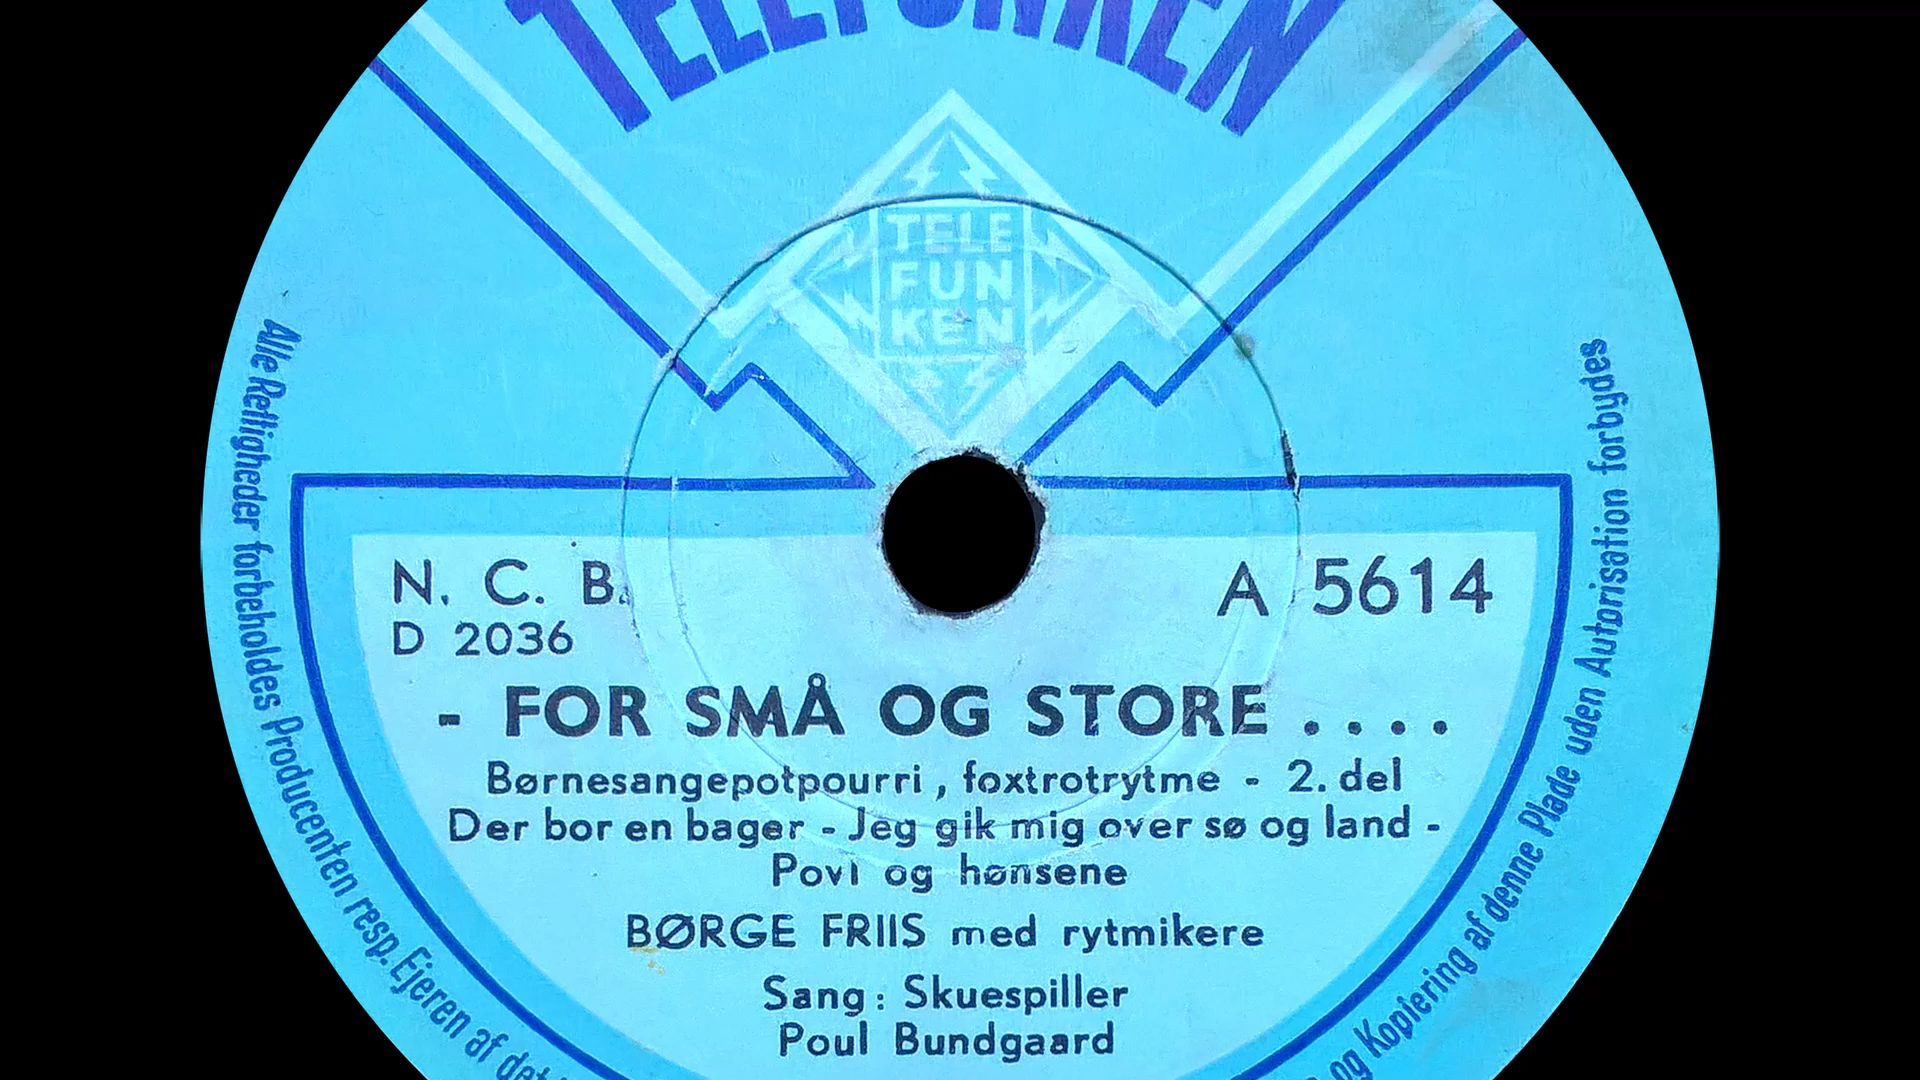 TELEFUNKEN
TELE
FUN
KEN
N. C. B.
A 5614
D 2036
- FOR SMÅ OG STORE . . . .
Børnesangepotpourri, foxtrotrytme - 2. del
Der bor en bager - Jeg gik mig over sø og land -
Povl og hønsene
BØRGE FRIIS med rytmikere
Sang: Skuespiller
Poul Bundgaard
Alle Rettigheder forbeholdes Producenten resp. Ejeren af det
og Kopiering af denne Plade uden Autorisation forbydes